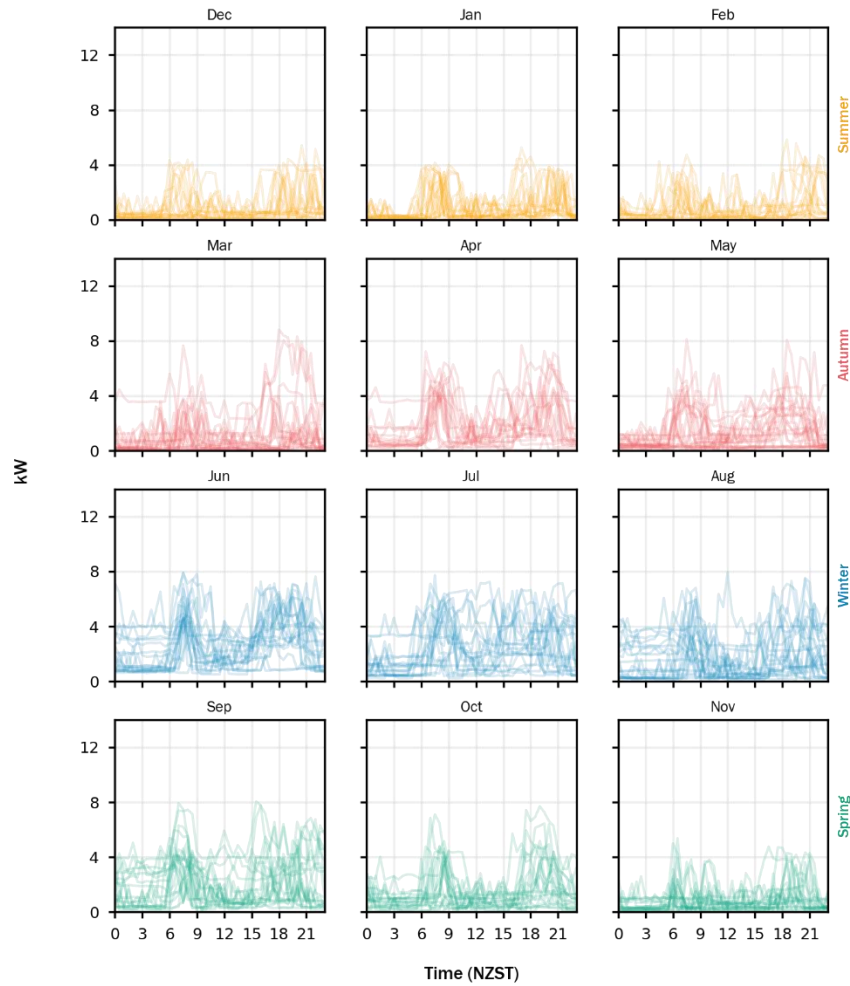 Dec Jan Feb
12
8
4
0
Summer
Mar Apr May
12
8
4
0
Autumn
kW
Jun Jul Aug
12
8
4
0
Winter
Sep Oct Nov
12
8
4
0
Spring
0 3 6 9 12 15 18 21 0 3 6 9 12 15 18 21 0 3 6 9 12 15 18 21
Time (NZST)